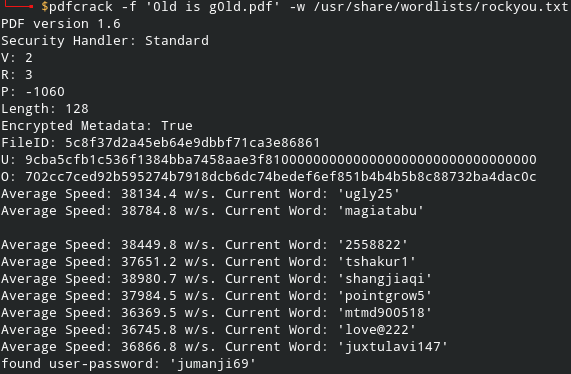 $pdfcrack -f '0ld is g0ld.pdf' -w /usr/share/wordlists/rockyou.txt
PDF version 1.6
Security Handler: Standard
V: 2
R: 3
P: -1060
Length: 128
Encrypted Metadata: True
FileID: 5c8f37d2a45eb64e9dbbf71ca3e86861
U: 9cba5cfb1c536f1384bba7458aae3f8100000000000000000000000000000000
O: 702cc7ced92b595274b7918dcb6dc74bedef6ef851b4b4b5b8c88732ba4dac0c
Average Speed: 38134.4 w/s. Current Word: 'ugly25'
Average Speed: 38784.8 w/s. Current Word: 'magiatabu'
Average Speed: 38449.8 w/s. Current Word: '2558822'
Average Speed: 37651.2 w/s. Current Word: 'tshakur1'
Average Speed: 38980.7 w/s. Current Word: 'shangjiaqi'
Average Speed: 37984.5 w/s. Current Word: 'pointgrow5'
Average Speed: 36369.5 w/s. Current Word: 'mtmd900518'
Average Speed: 36745.8 w/s. Current Word: 'love@222'
Average Speed: 36866.8 w/s. Current Word: 'juxtulavi147'
found user-password: 'jumanji69'